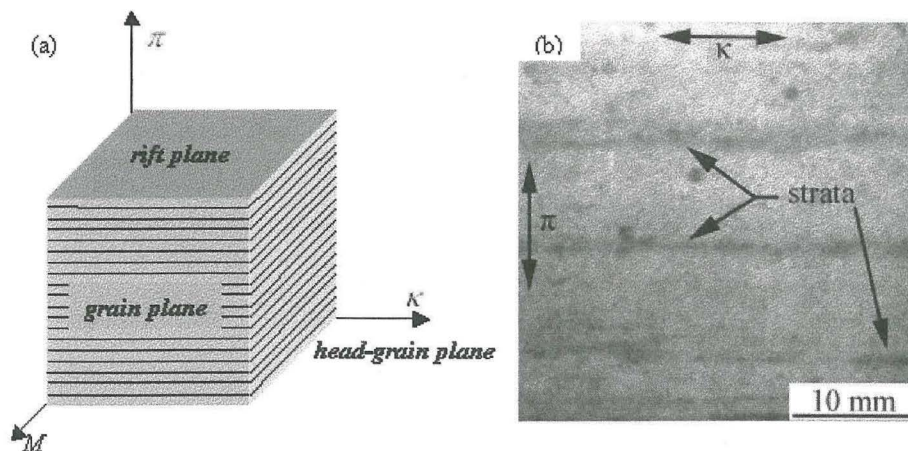 (a)
π
rift plane
grain plane
κ
head-grain plane
M
(b)
κ
strata
π
10 mm